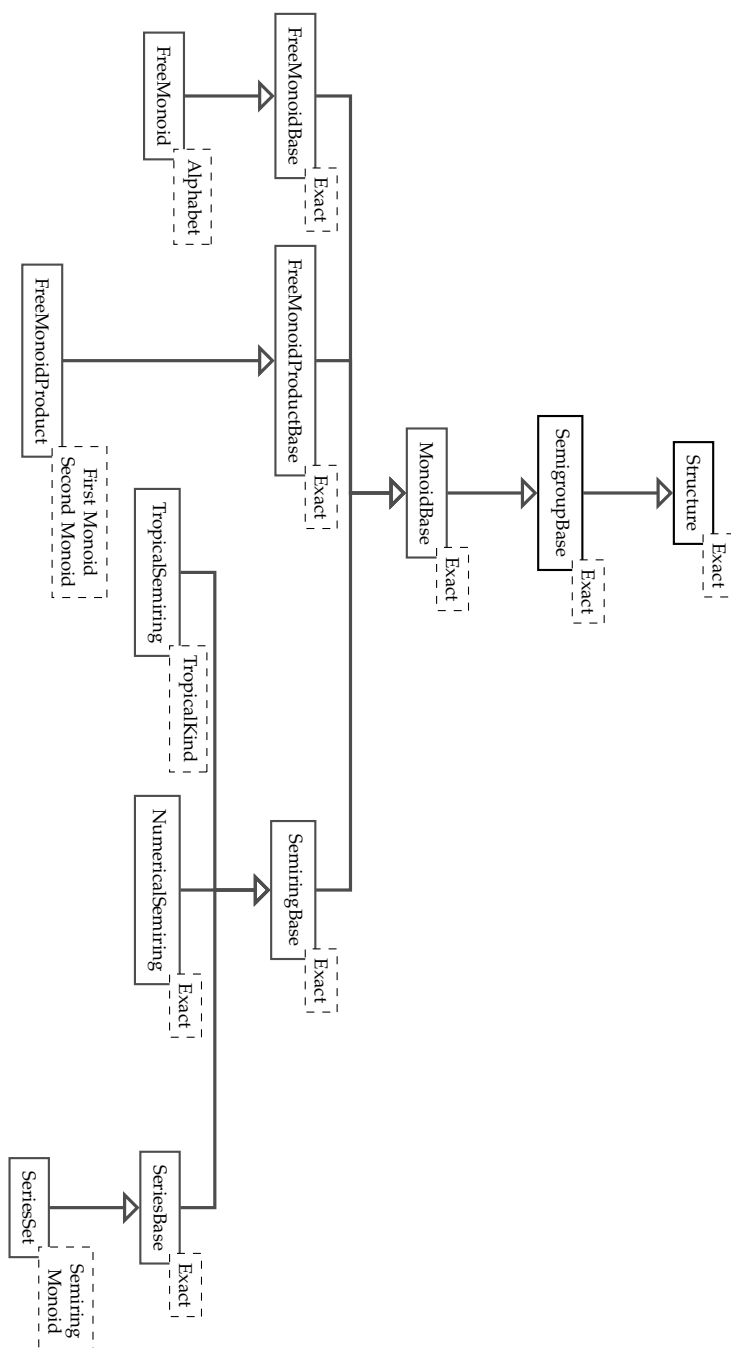 Structure
Exact
SemigroupBase
Exact
MonoidBase
Exact
FreeMonoidBase
Exact
FreeMonoidProductBase
Exact
SemiringBase
Exact
FreeMonoid
Alphabet
TropicalSemiring
TropicalKind
NumericalSemiring
Exact
SeriesBase
Exact
FreeMonoidProduct
First Monoid
Second Monoid
SeriesSet
Semiring
Monoid